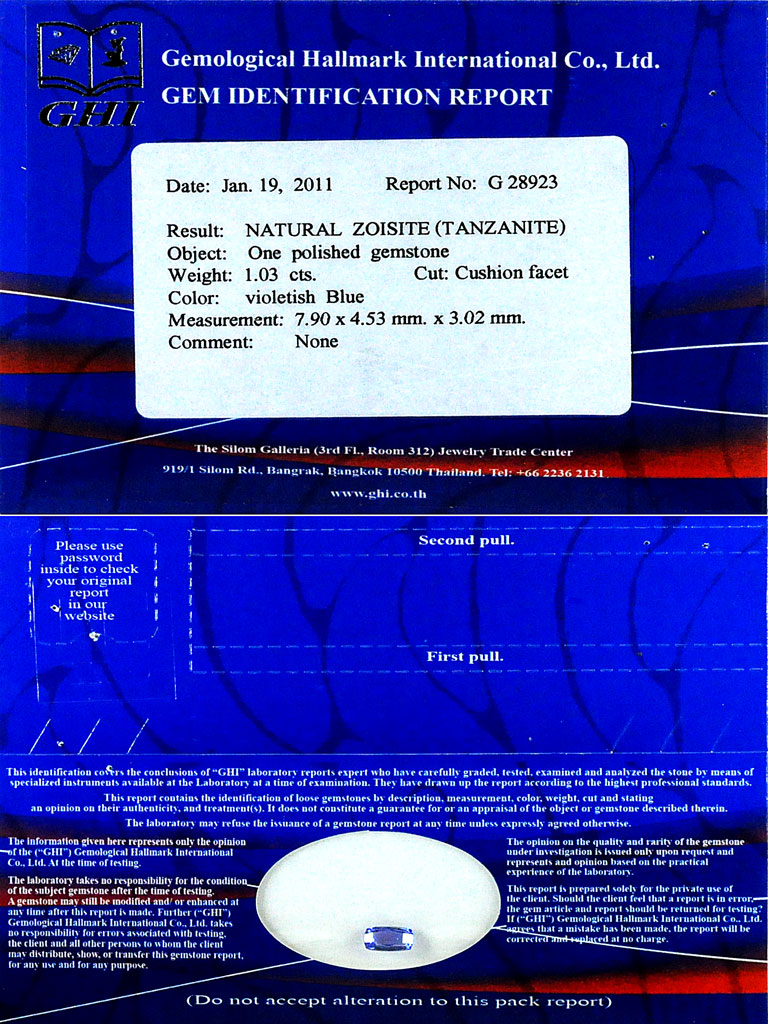 GHI
Gemological Hallmark International Co., Ltd.
GEM IDENTIFICATION REPORT
Date: Jan. 19, 2011 Report No: G 28923
Result: NATURAL ZOISITE (TANZANITE)
Object: One polished gemstone
Weight: 1.03 cts. Cut: Cushion facet
Color: violetish Blue
Measurement: 7.90 x 4.53 mm. x 3.02 mm.
Comment: None
The Silom Galleria (3rd Fl., Room 312) Jewelry Trade Center
919/1 Silom Rd., Bangrak, Bangkok 10500 Thailand. Tel: +66 2236 2131
www.ghi.co.th
Please use
password
inside to check
your original
report
in our
website
Second pull.
First pull.
This identification covers the conclusions of “GHI” laboratory reports expert who have carefully graded, tested, examined and analyzed the stone by means of
specialized instruments available at the Laboratory at a time of examination. They have drawn up the report according to the highest professional standards.
This report contains the identification of loose gemstones by description, measurement, color, weight, cut and stating
an opinion on their authenticity, and treatment(s). It does not constitute a guarantee for or an appraisal of the object or gemstone described therein.
The laboratory may refuse the issuance of a gemstone report at any time unless expressly agreed otherwise.
The information given here represents only the opinion
of the (“GHI”) Gemological Hallmark International
Co., Ltd. At the time of testing.
The laboratory takes no responsibility for the condition
of the subject gemstone after the time of testing.
A gemstone may still be modified and/ or enhanced at
any time after this report is made. Further (“GHI”)
Gemological Hallmark International Co., Ltd. takes
no responsibility for errors associated with testing,
the client and all other persons to whom the client
may distribute, show, or transfer this gemstone report,
for any use and for any purpose.
The opinion on the quality and rarity of the gemstone
under investigation is issued only upon request and
represents and opinion based on the practical
experience of the laboratory.
This report is prepared solely for the private use of
the client. Should the client feel that a report is in error,
the gem article and report should be returned for testing?
If (“GHI”) Gemological Hallmark International Co., Ltd.
agrees that a mistake has been made, the report will be
corrected and replaced at no charge.
(Do not accept alteration to this pack report)